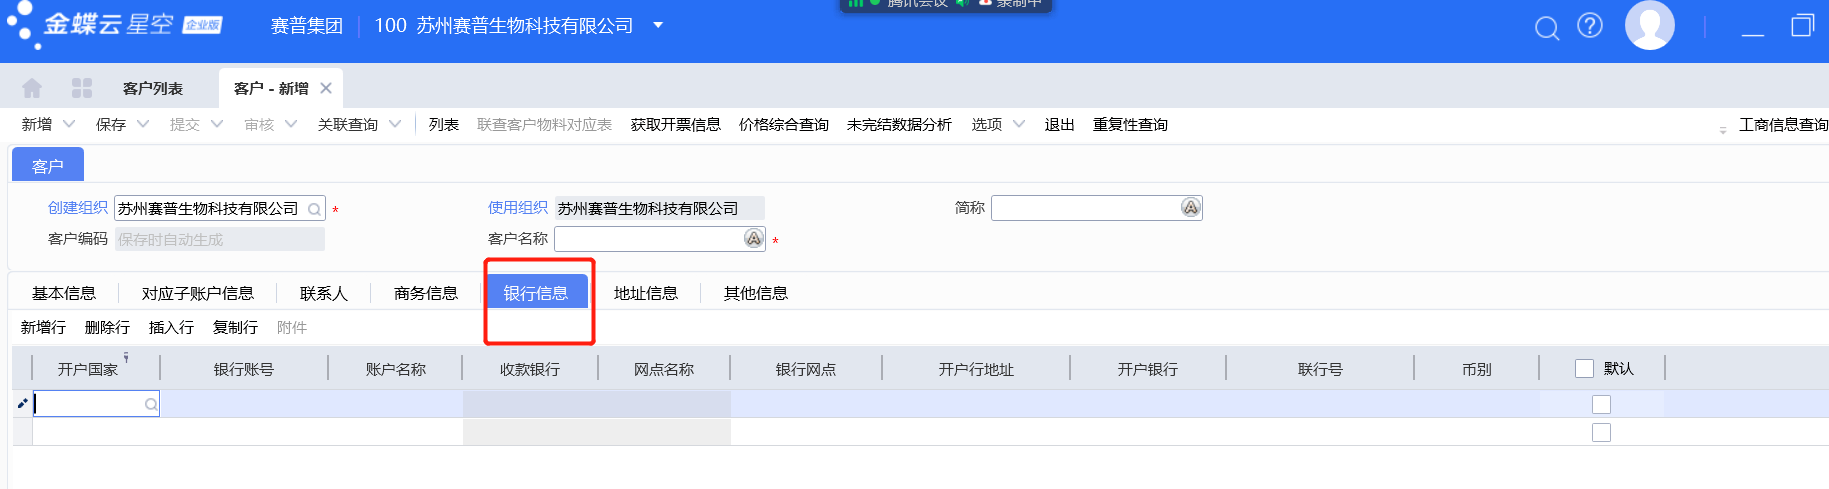 腾讯会议 录制中
金蝶云 星空 企业版 赛普集团 100 苏州赛普生物科技有限公司
客户列表 客户 - 新增
新增 保存 提交 审核 关联查询 列表 联查客户物料对应表 获取开票信息 价格综合查询 未完结数据分析 选项 退出 重复性查询 工商信息查询
客户
创建组织 苏州赛普生物科技有限公司 * 使用组织 苏州赛普生物科技有限公司 简称
客户编码 保存时自动生成 客户名称 *
基本信息 对应子账户信息 联系人 商务信息 银行信息 地址信息 其他信息
新增行 删除行 插入行 复制行 附件
开户国家 银行账号 账户名称 收款银行 网点名称 银行网点 开户行地址 开户银行 联行号 币别 默认